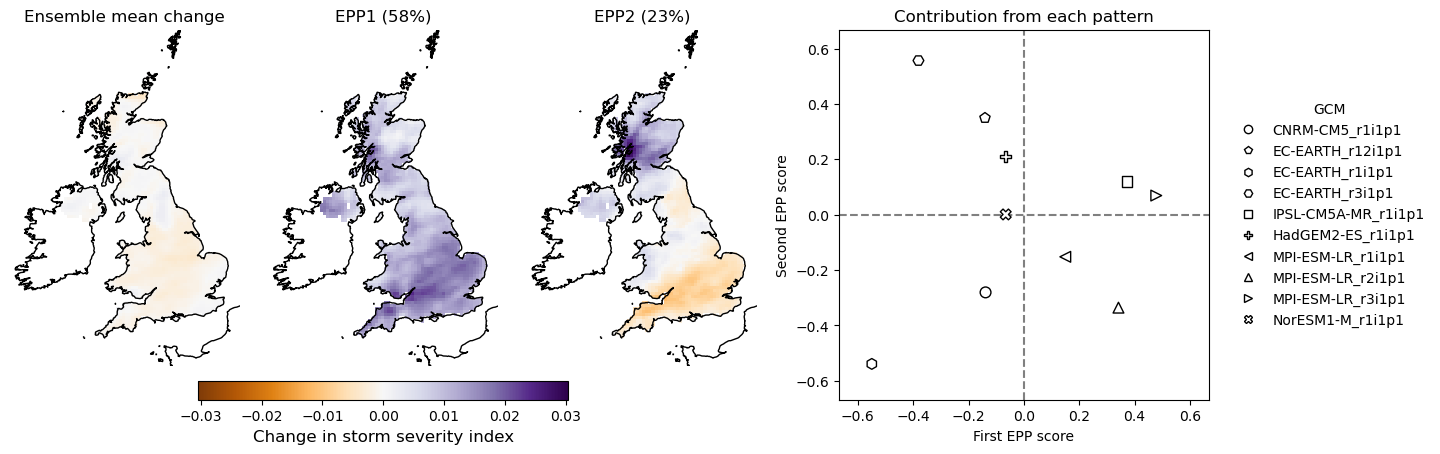 Ensemble mean change
EPP1 (58%)
EPP2 (23%)
Contribution from each pattern
−0.03
−0.02
−0.01
0.00
0.01
0.02
0.03
Change in storm severity index
0.6
0.4
0.2
0.0
−0.2
−0.4
−0.6
Second EPP score
−0.6
−0.4
−0.2
0.0
0.2
0.4
0.6
First EPP score
GCM
CNRM-CM5_r1i1p1
EC-EARTH_r12i1p1
EC-EARTH_r1i1p1
EC-EARTH_r3i1p1
IPSL-CM5A-MR_r1i1p1
HadGEM2-ES_r1i1p1
MPI-ESM-LR_r1i1p1
MPI-ESM-LR_r2i1p1
MPI-ESM-LR_r3i1p1
NorESM1-M_r1i1p1